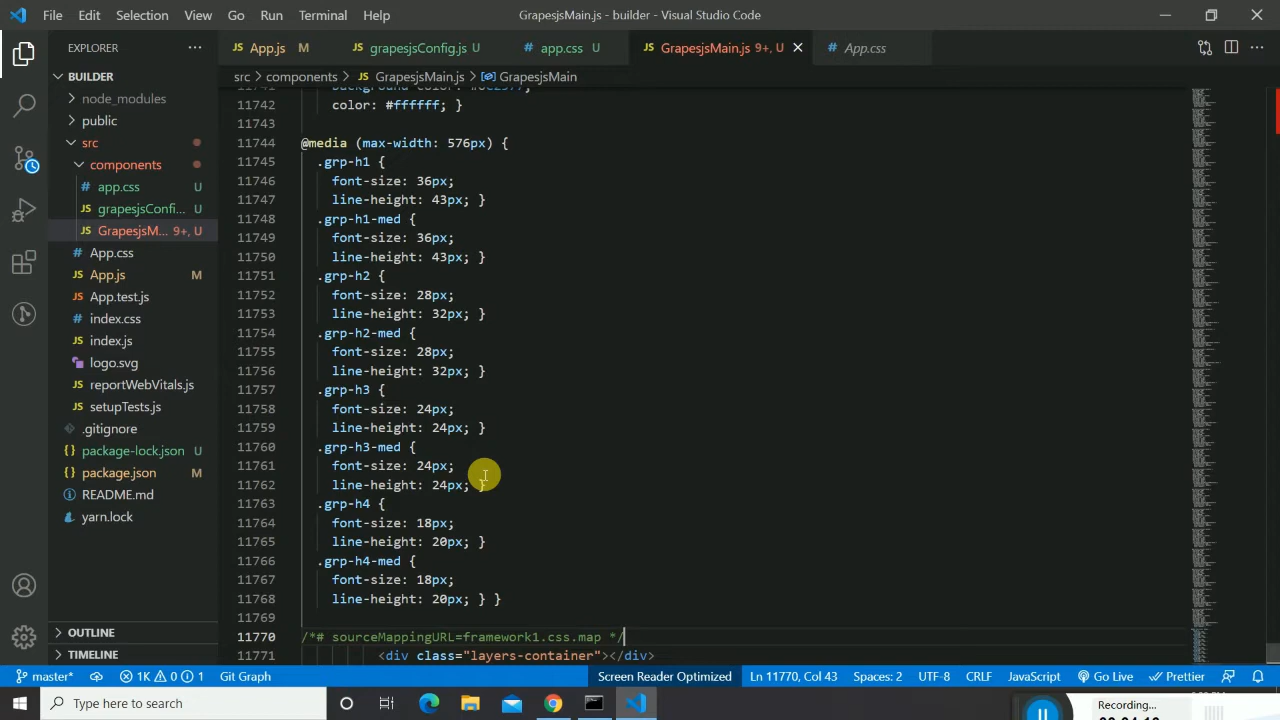 File Edit Selection View Go Run Terminal Help GrapesjsMain.js - builder - Visual Studio Code
EXPLORER
BUILDER
node_modules
public
src
components
app.css U
grapesjsConfi... U
GrapesjsM... 9+, U
App.css
App.js M
App.test.js
index.css
index.js
logo.svg
reportWebVitals.js
setupTests.js
.gitignore
package-lock.json U
package.json M
README.md
yarn.lock
OUTLINE
TIMELINE
App.js M grapesjsConfig.js U app.css U GrapesjsMain.js 9+, U App.css
src > components > GrapesjsMain.js > GrapesjsMain
11742 color: #ffffff; }
11743
11744 @media (max-width: 576px) {
11745 .grp-h1 {
11746 font-size:
11747 line-height: 43px; }
11748 .grp-h1-med {
11749 font-size:
11750 line-height: 43px; }
11751 .grp-h2 {
11752 font-size:
11753 line-height: 32px; }
11754 .grp-h2-med {
11755 font-size:
11756 line-height: 32px; }
11757 .grp-h3 {
11758 font-size:
11759 line-height: 24px; }
11760 .grp-h3-med {
11761 font-size: 24px;
11762 line-height: 24px; }
11763 .grp-h4 {
11764 font-size: 16px;
11765 line-height: 20px; }
11766 .grp-h4-med {
11767 font-size: 16px;
11768 line-height: 20px; } }
11769
11770 /*# sourceMappingURL=framework1.css.map */
11771 <div class="layers-container"></div>
master 1K 0 1 Git Graph Screen Reader Optimized Ln 11770, Col 43 Spaces: 2 UTF-8 CRLF JavaScript Go Live Prettier
Type here to search
Recording...